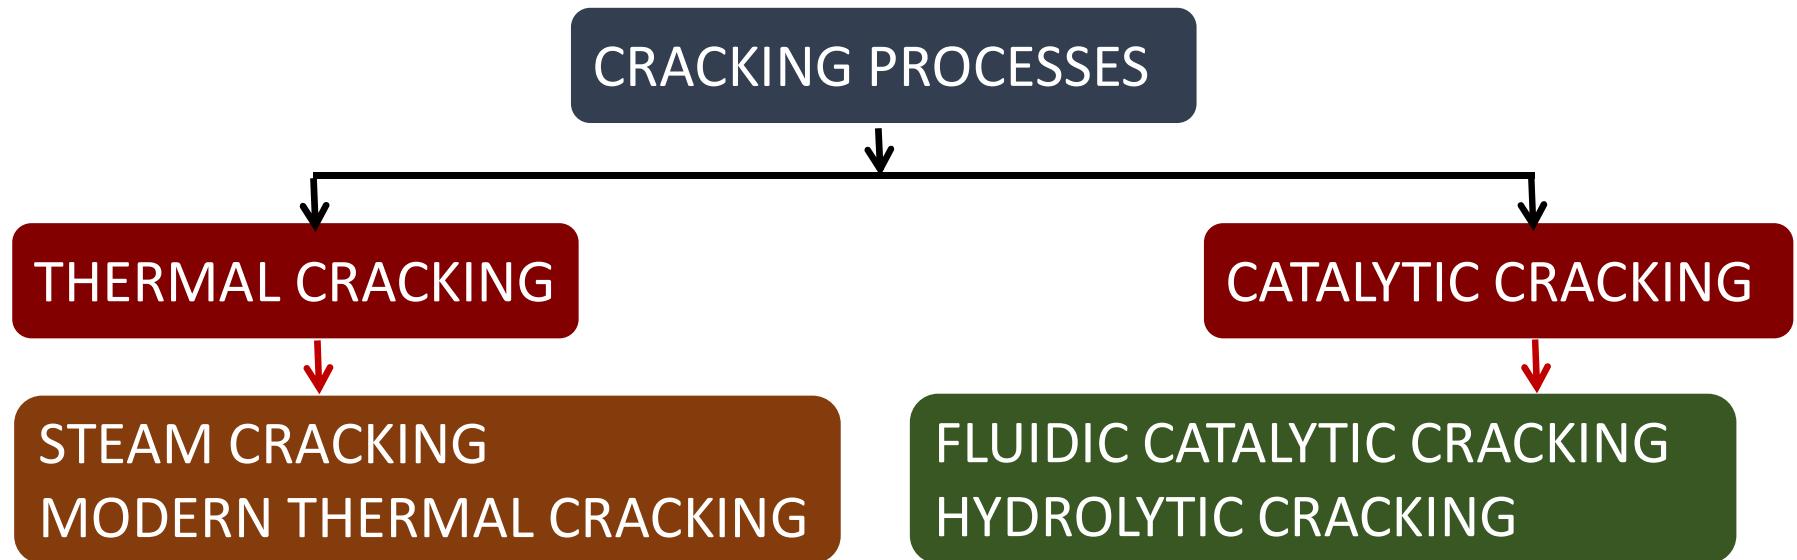 CRACKING PROCESSES
THERMAL CRACKING
CATALYTIC CRACKING
STEAM CRACKING
MODERN THERMAL CRACKING
FLUIDIC CATALYTIC CRACKING
HYDROLYTIC CRACKING